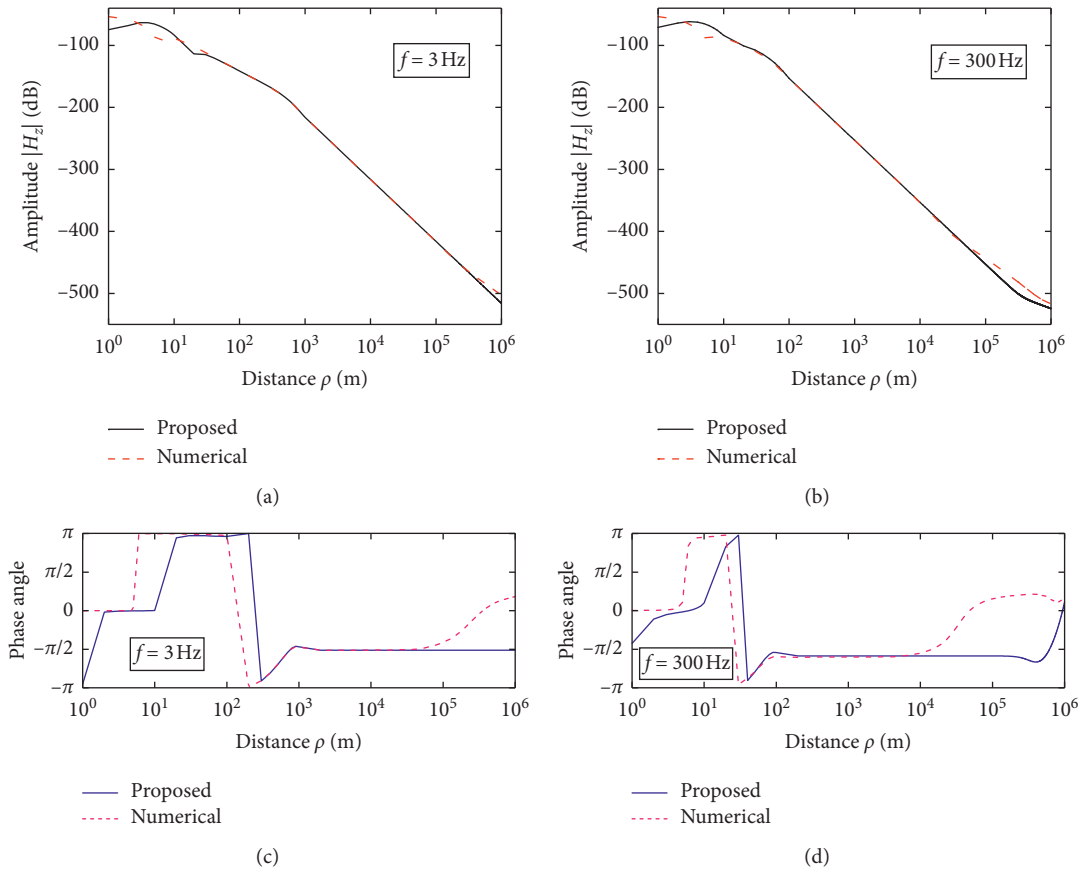 Amplitude |H_z| (dB)
−100
−200
−300
−400
−500
f = 3 Hz
10^0 10^1 10^2 10^3 10^4 10^5 10^6
Distance ρ (m)
Proposed
Numerical
(a)
Amplitude |H_z| (dB)
−100
−200
−300
−400
−500
f = 300 Hz
10^0 10^1 10^2 10^3 10^4 10^5 10^6
Distance ρ (m)
Proposed
Numerical
(b)
Phase angle
π
π/2
0
−π/2
−π
f = 3 Hz
10^0 10^1 10^2 10^3 10^4 10^5 10^6
Distance ρ (m)
Proposed
Numerical
(c)
Phase angle
π
π/2
0
−π/2
−π
f = 300 Hz
10^0 10^1 10^2 10^3 10^4 10^5 10^6
Distance ρ (m)
Proposed
Numerical
(d)